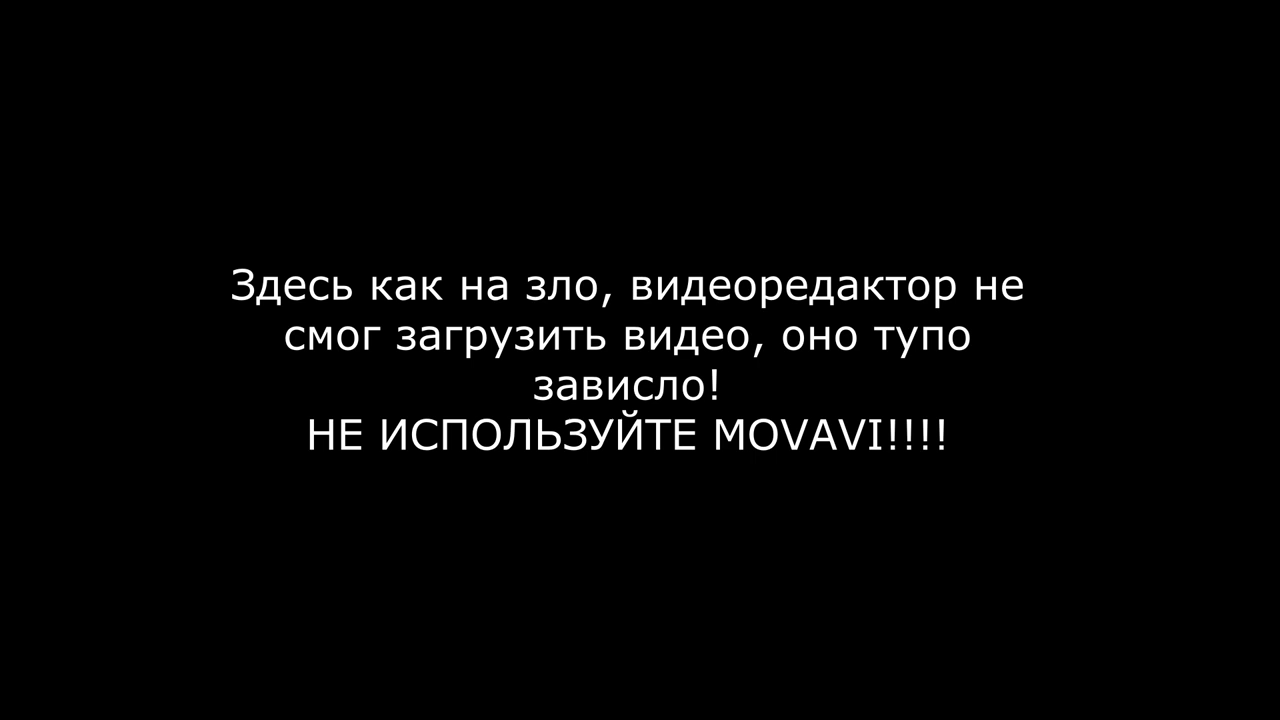 Здесь как на зло, видеоредактор не
смог загрузить видео, оно тупо
зависло!
НЕ ИСПОЛЬЗУЙТЕ MOVAVI!!!!